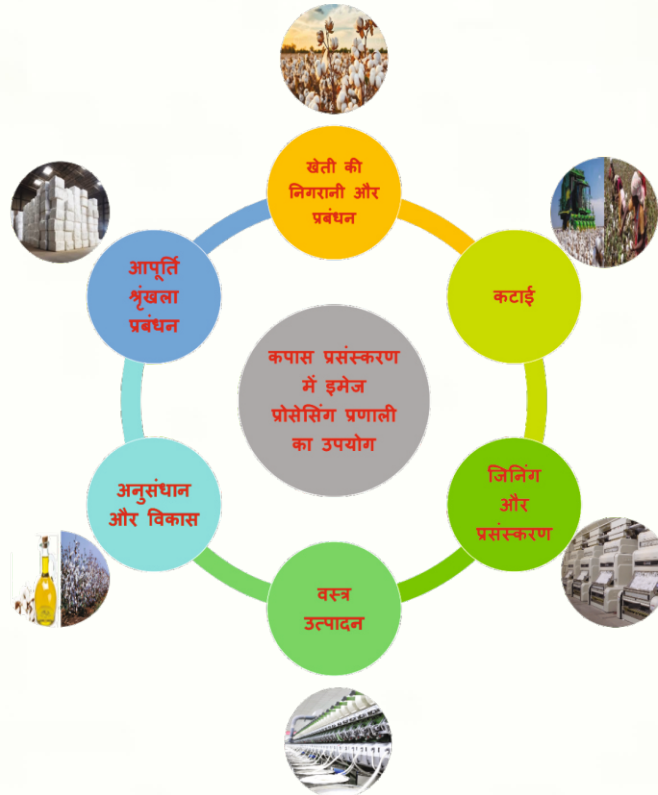 खेती की
निगरानी और
प्रबंधन
आपूर्ति
श्रृंखला
प्रबंधन
कटाई
कपास प्रसंस्करण
में इमेज
प्रोसेसिंग प्रणाली
का उपयोग
अनुसंधान
और विकास
जिनिंग
और
प्रसंस्करण
वस्त्र
उत्पादन